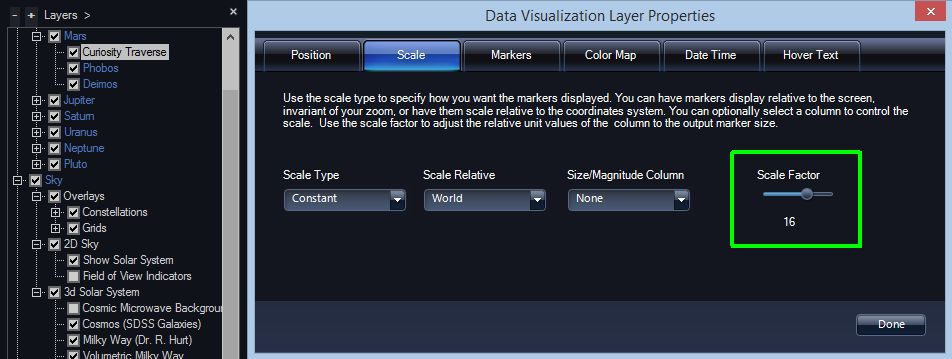 Layers >
Mars
Curiosity Traverse
Phobos
Deimos
Jupiter
Saturn
Uranus
Neptune
Pluto
Sky
Overlays
Constellations
Grids
2D Sky
Show Solar System
Field of View Indicators
3d Solar System
Cosmic Microwave Backgroun
Cosmos (SDSS Galaxies)
Milky Way (Dr. R. Hurt)
Volumetric Milky Way
Data Visualization Layer Properties
Position Scale Markers Color Map Date Time Hover Text
Use the scale type to specify how you want the markers displayed. You can have markers display relative to the screen,
invariant of your zoom, or have them scale relative to the coordinates system. You can optionally select a column to control the
scale. Use the scale factor to adjust the relative unit values of the column to the output marker size.
Scale Type Scale Relative Size/Magnitude Column Scale Factor
Constant World None
16
Done